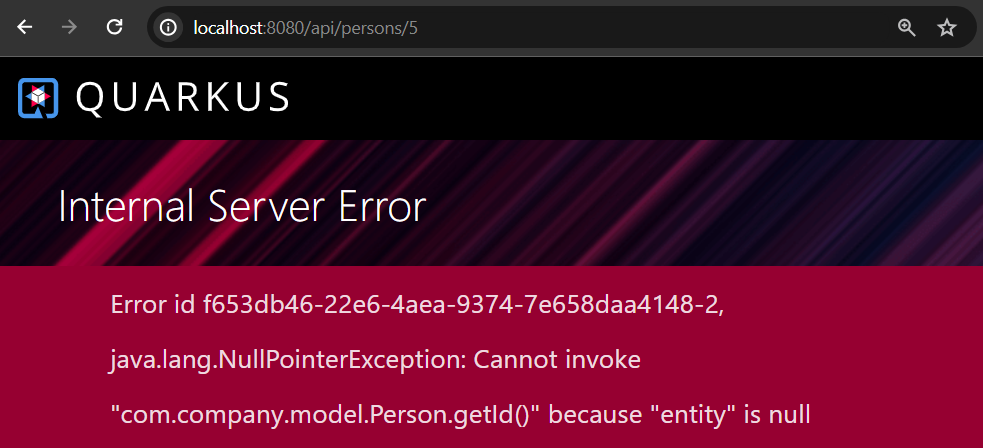 localhost:8080/api/persons/5
QUARKUS
Internal Server Error
Error id f653db46-22e6-4aea-9374-7e658daa4148-2,
java.lang.NullPointerException: Cannot invoke
"com.company.model.Person.getId()" because "entity" is null